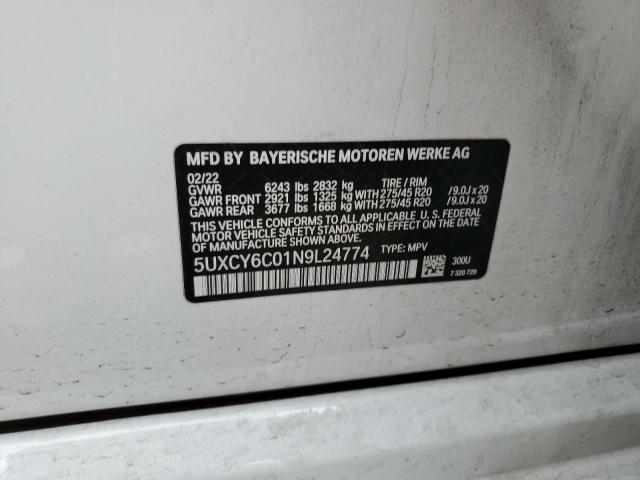 MFD BY BAYERISCHE MOTOREN WERKE AG
02/22
GVWR 6243 lbs 2832 kg TIRE / RIM
GAWR FRONT 2921 lbs 1325 kg WITH 275/45 R20 /9.0J x 20
GAWR REAR 3677 lbs 1668 kg WITH 275/45 R20 /9.0J x 20
THIS VEHICLE CONFORMS TO ALL APPLICABLE U. S. FEDERAL
MOTOR VEHICLE SAFETY STANDARDS IN EFFECT ON THE DATE
OF MANUFACTURE SHOWN ABOVE.
5UXCY6C01N9L24774 TYPE: MPV
300U
7 320 729